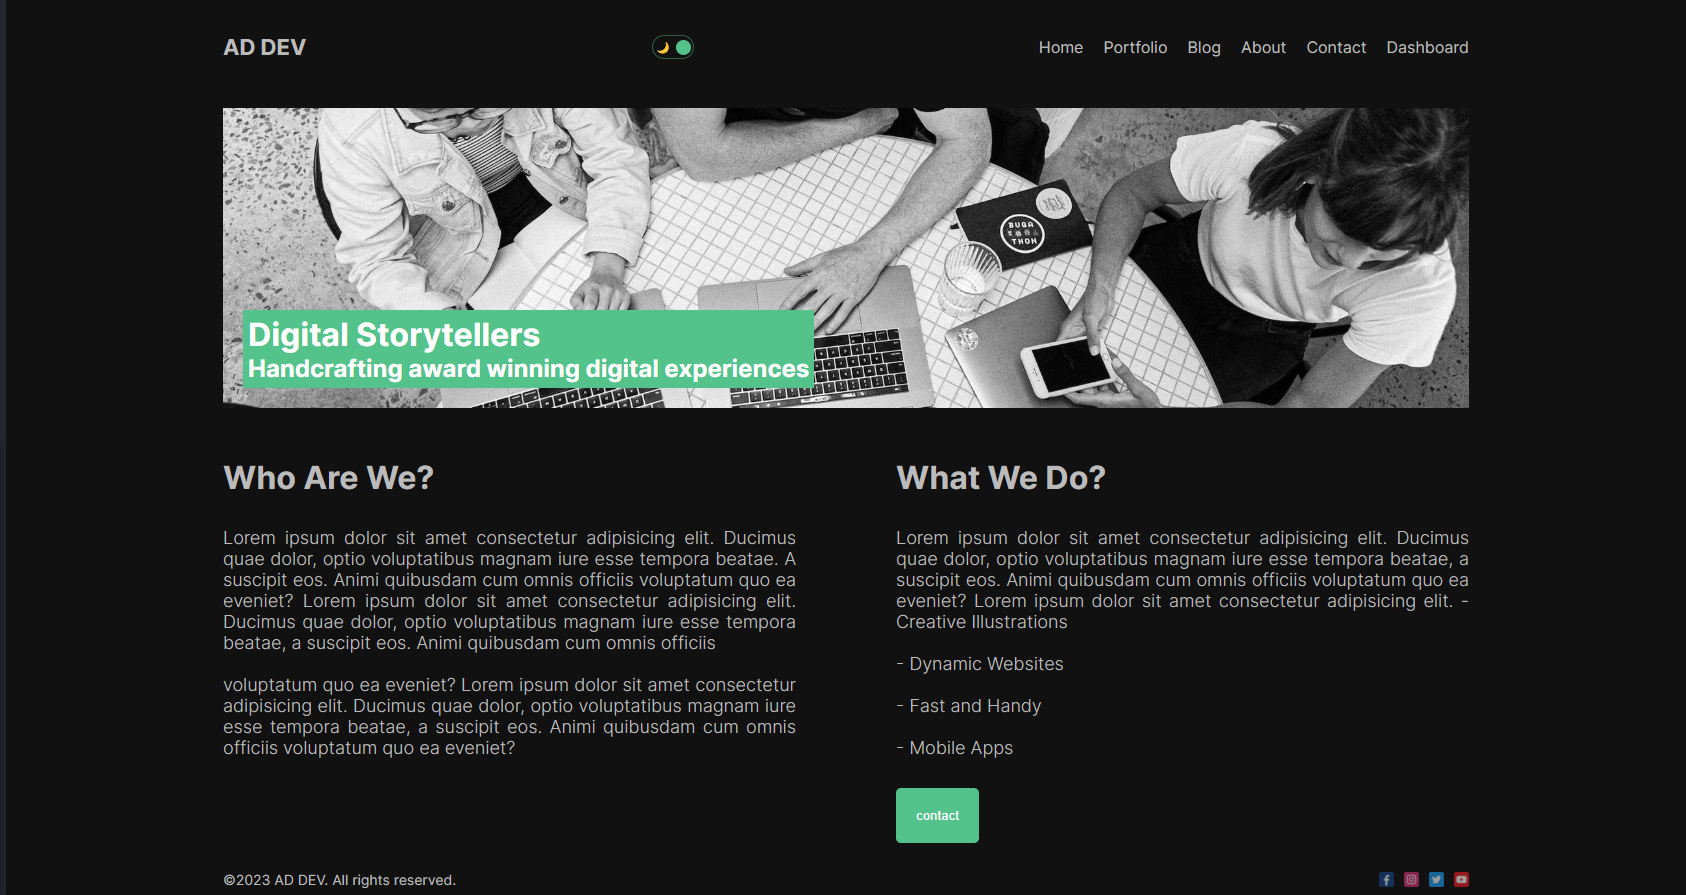 AD DEV
Home Portfolio Blog About Contact Dashboard
BUGA
THON
Digital Storytellers
Handcrafting award winning digital experiences
Who Are We?
Lorem ipsum dolor sit amet consectetur adipisicing elit. Ducimus
quae dolor, optio voluptatibus magnam iure esse tempora beatae. A
suscipit eos. Animi quibusdam cum omnis officiis voluptatum quo ea
eveniet? Lorem ipsum dolor sit amet consectetur adipisicing elit.
Ducimus quae dolor, optio voluptatibus magnam iure esse tempora
beatae, a suscipit eos. Animi quibusdam cum omnis officiis
voluptatum quo ea eveniet? Lorem ipsum dolor sit amet consectetur
adipisicing elit. Ducimus quae dolor, optio voluptatibus magnam iure
esse tempora beatae, a suscipit eos. Animi quibusdam cum omnis
officiis voluptatum quo ea eveniet?
What We Do?
Lorem ipsum dolor sit amet consectetur adipisicing elit. Ducimus
quae dolor, optio voluptatibus magnam iure esse tempora beatae, a
suscipit eos. Animi quibusdam cum omnis officiis voluptatum quo ea
eveniet? Lorem ipsum dolor sit amet consectetur adipisicing elit. -
Creative Illustrations
- Dynamic Websites
- Fast and Handy
- Mobile Apps
contact
©2023 AD DEV. All rights reserved.